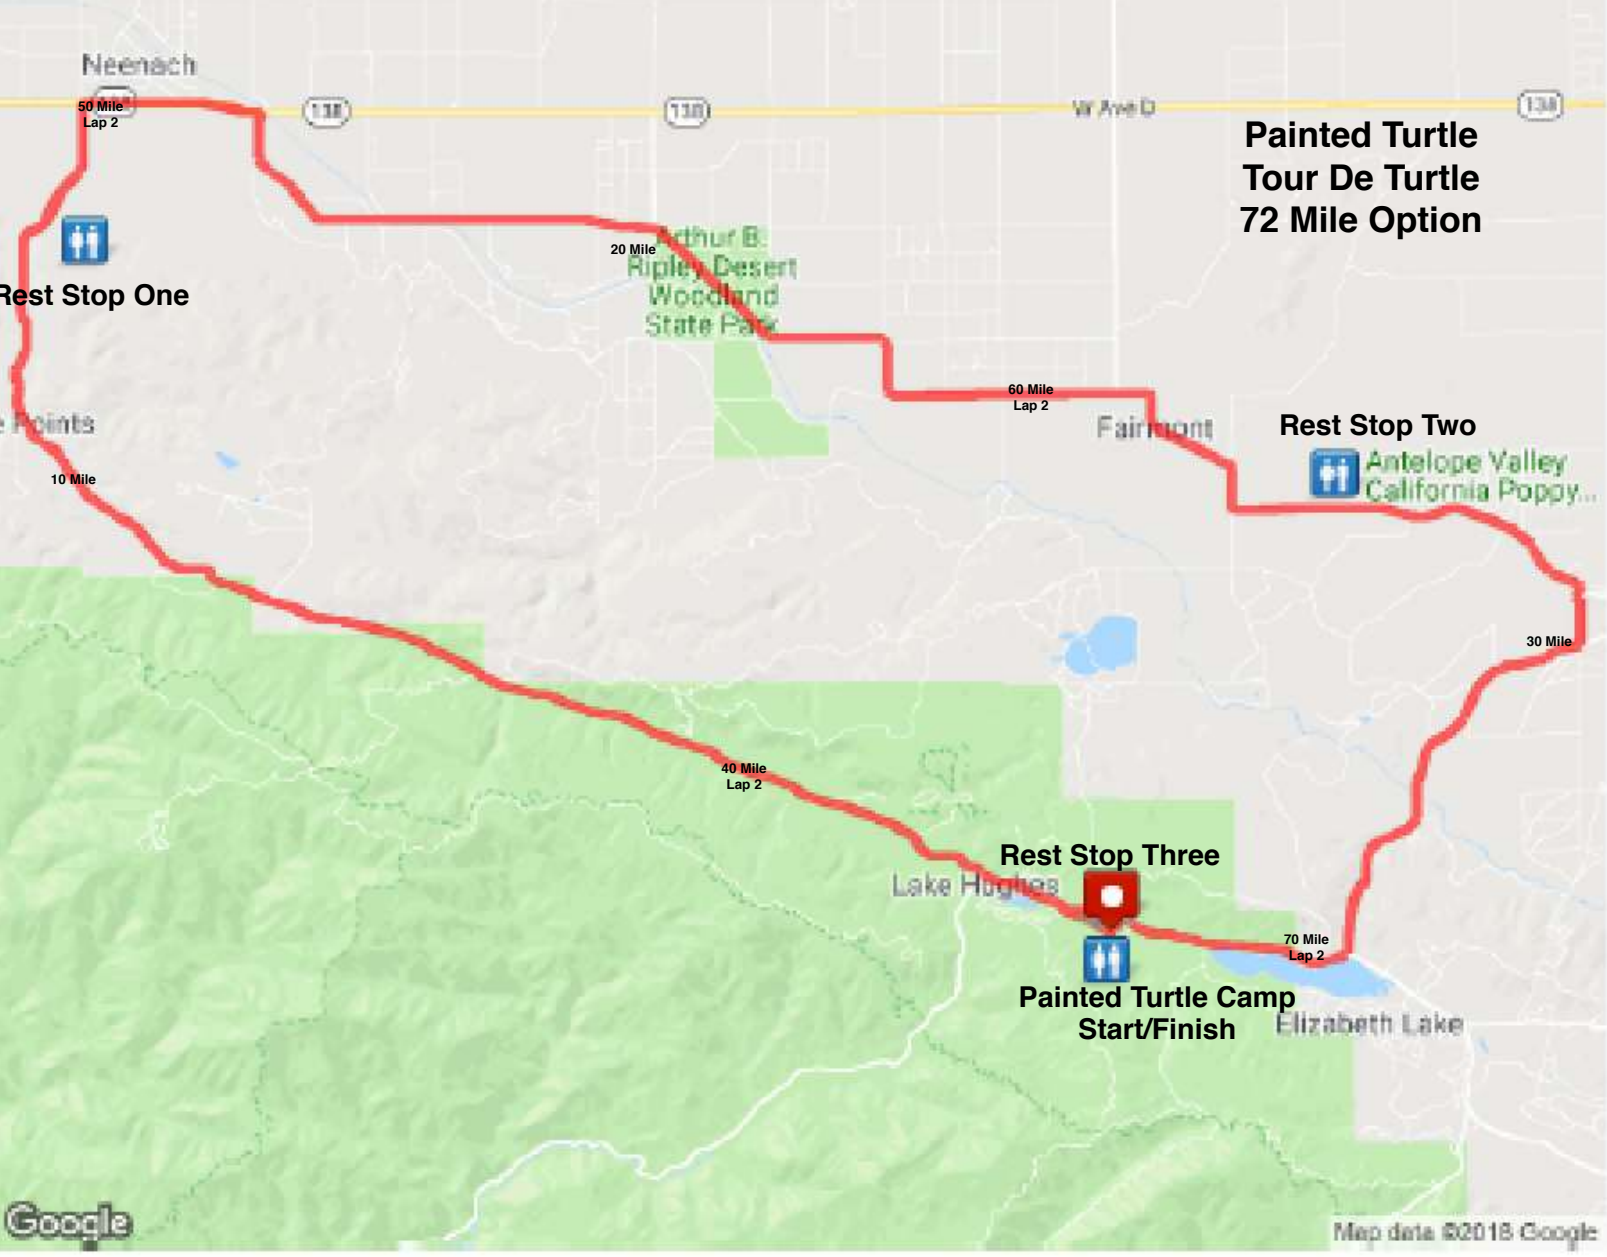 Neenach
50 Mile
Lap 2
138
138
W Ave D
138
Painted Turtle
Tour De Turtle
72 Mile Option
Rest Stop One
20 Mile
Arthur B.
Ripley Desert
Woodland
State Park
60 Mile
Lap 2
Fairmont
Rest Stop Two
Antelope Valley
California Poppy...
e Points
10 Mile
30 Mile
40 Mile
Lap 2
Rest Stop Three
Lake Hughes
70 Mile
Lap 2
Painted Turtle Camp
Start/Finish
Elizabeth Lake
Google
Map data ©2018 Google